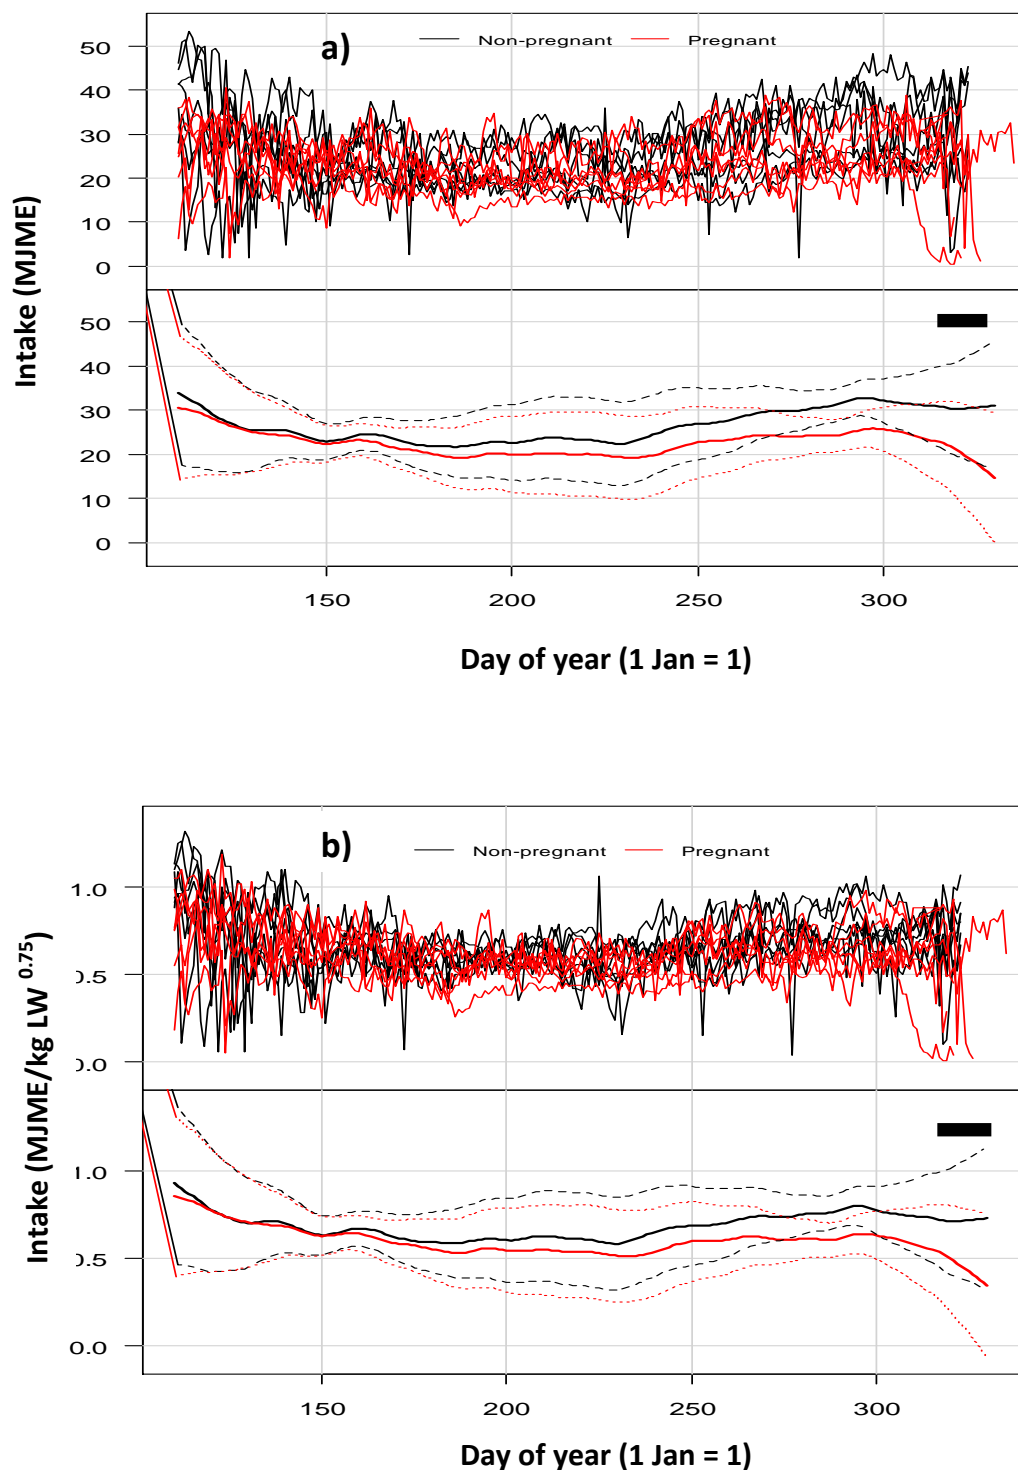 a)
Non-pregnant Pregnant
50
40
30
20
10
0
Intake (MJME)
50
40
30
20
10
0
150 200 250 300
Day of year (1 Jan = 1)
b)
Non-pregnant Pregnant
1.0
0.5
0.0
Intake (MJME/kg LW 0.75)
1.0
0.5
0.0
150 200 250 300
Day of year (1 Jan = 1)